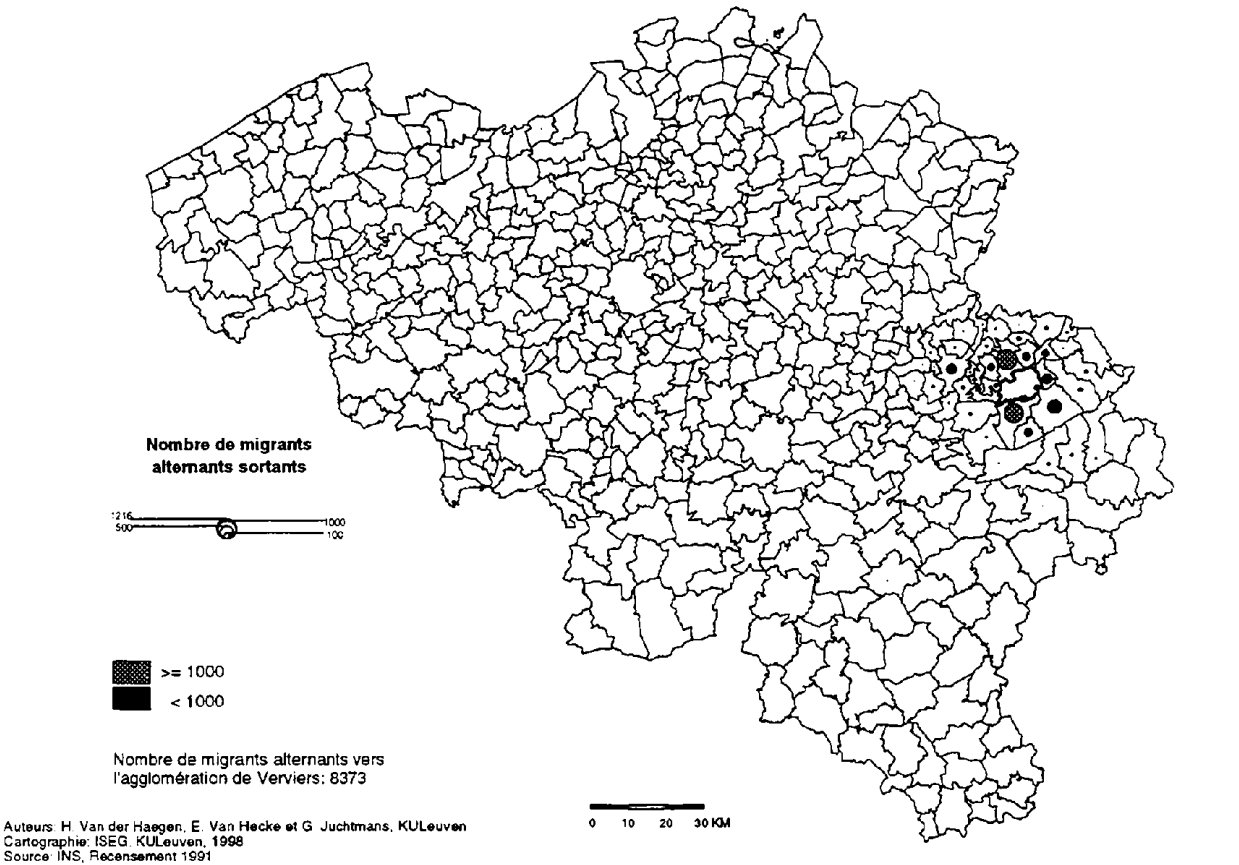 Nombre de migrants
alternants sortants
1216
500
1000
100
>= 1000
< 1000
Nombre de migrants alternants vers
l'agglomération de Verviers: 8373
0 10 20 30 KM
Auteurs: H. Van der Haegen, E. Van Hecke et G. Juchtmans, KULeuven
Cartographie: ISEG, KULeuven, 1998
Source: INS, Recensement 1991